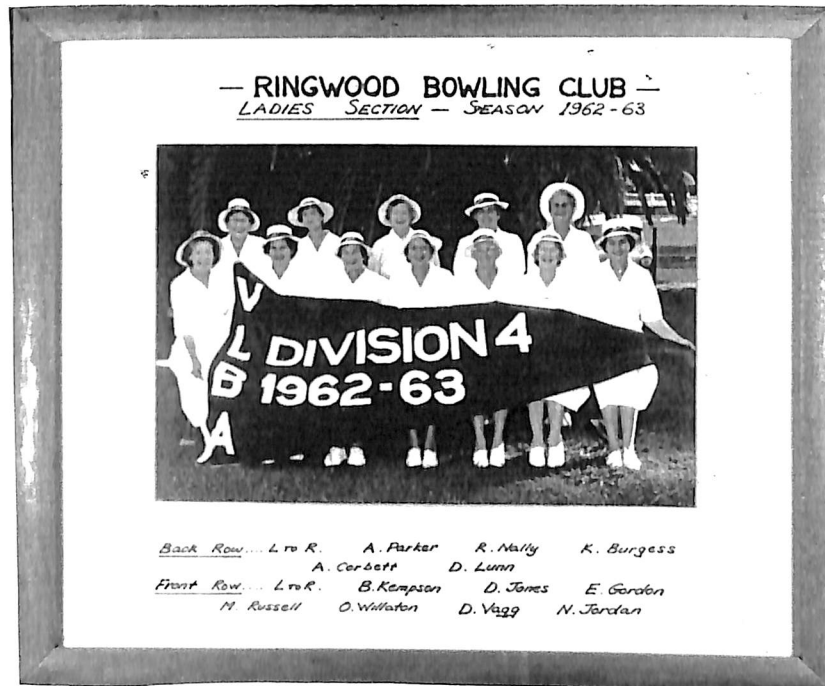 — RINGWOOD BOWLING CLUB —
LADIES SECTION — SEASON 1962-63
V
L
B
A
DIVISION 4
1962-63
Back Row.... L to R. A. Parker R. Nally K. Burgess
A. Corbett D. Lunn
Front Row.... L to R. B. Kempson D. Jones E. Gordon
M. Russell O. Willaton D. Vagg N. Jordan